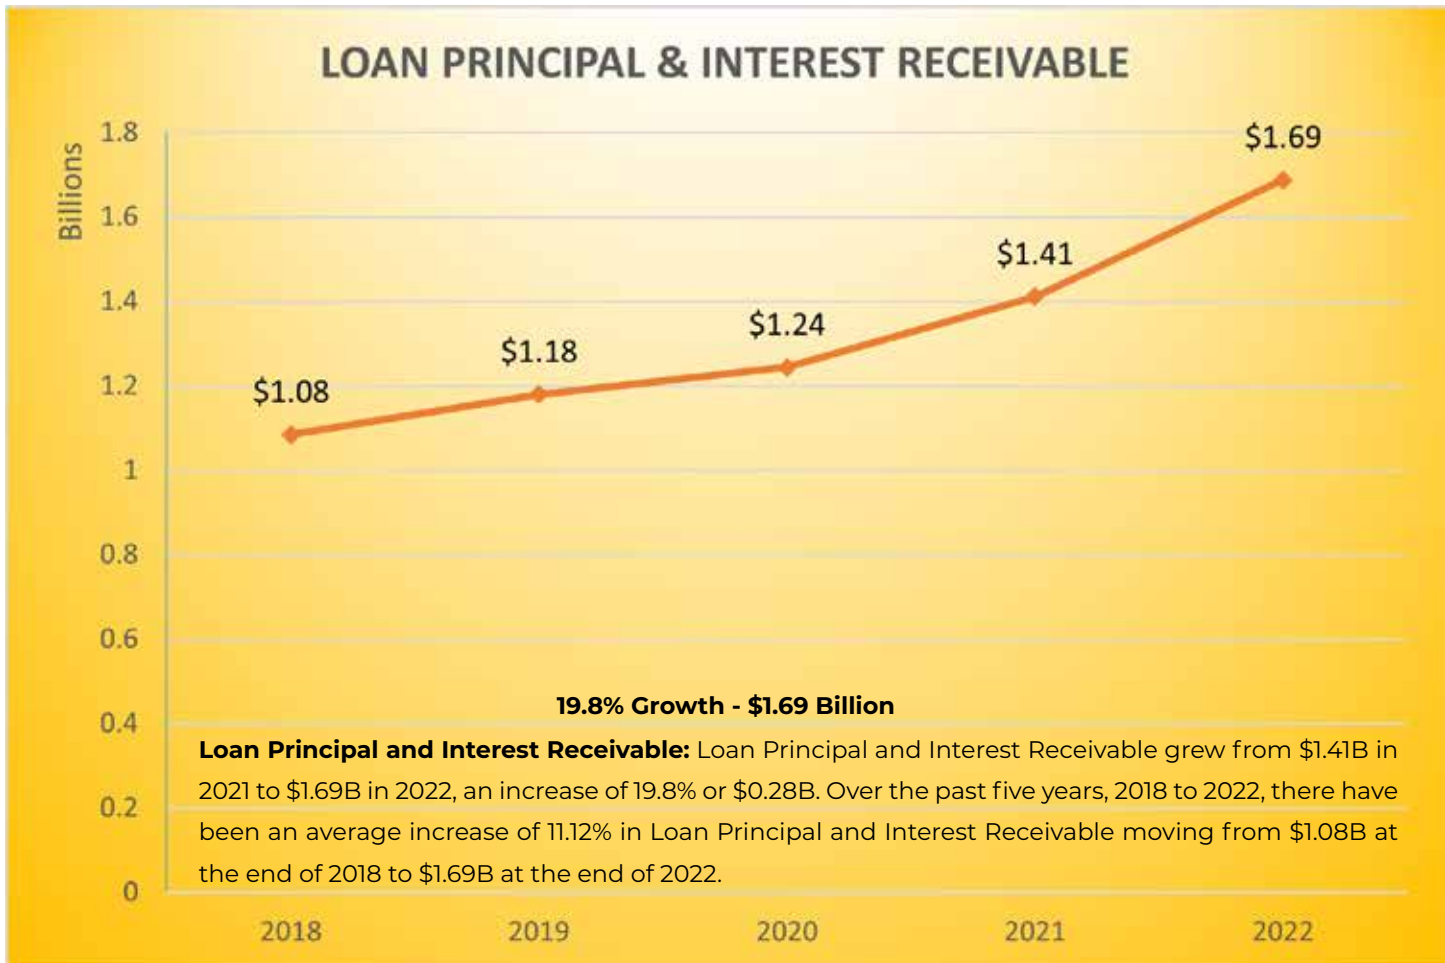 LOAN PRINCIPAL & INTEREST RECEIVABLE
Billions
1.8
1.6
1.4
1.2
1
0.8
0.6
0.4
0.2
0
$1.08
$1.18
$1.24
$1.41
$1.69
19.8% Growth - $1.69 Billion
Loan Principal and Interest Receivable: Loan Principal and Interest Receivable grew from $1.41B in
2021 to $1.69B in 2022, an increase of 19.8% or $0.28B. Over the past five years, 2018 to 2022, there have
been an average increase of 11.12% in Loan Principal and Interest Receivable moving from $1.08B at
the end of 2018 to $1.69B at the end of 2022.
2018 2019 2020 2021 2022